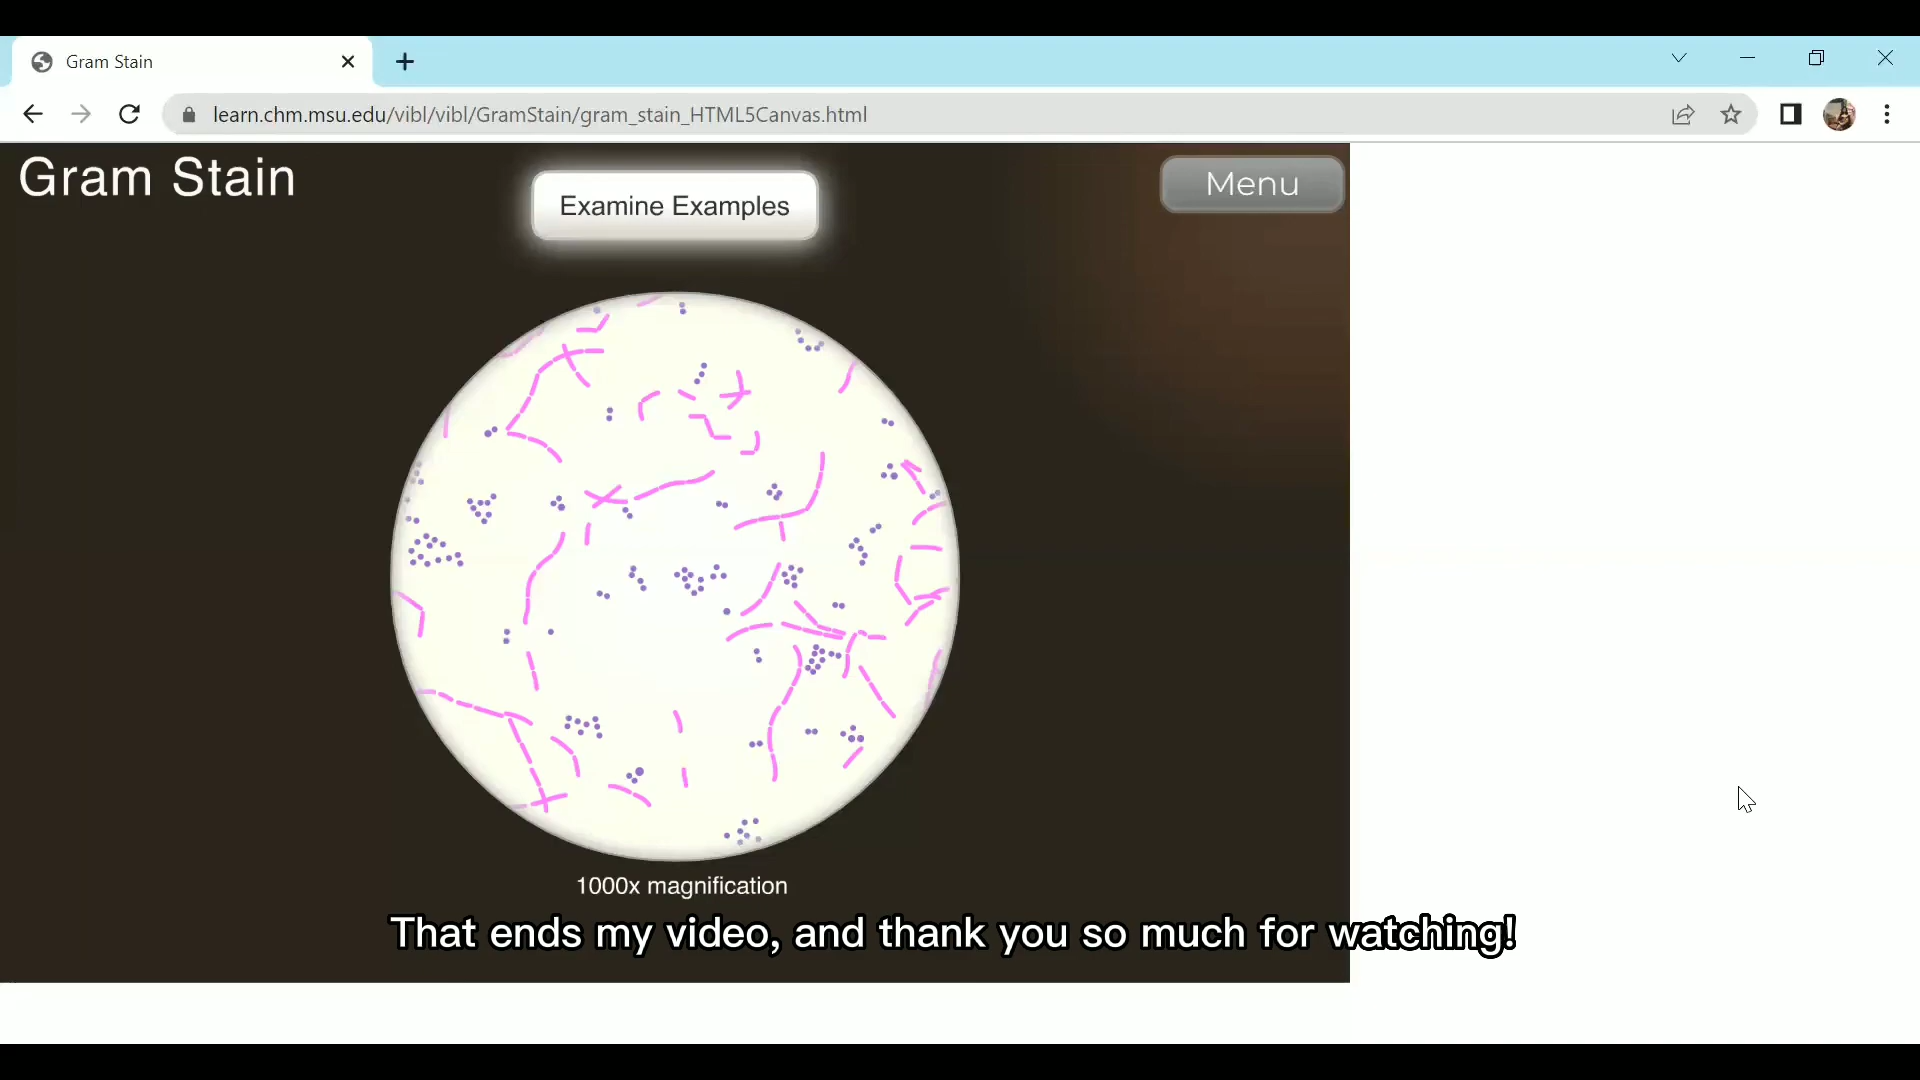 Gram Stain
learn.chm.msu.edu/vibl/vibl/GramStain/gram_stain_HTML5Canvas.html
Gram Stain
Examine Examples
Menu
1000x magnification
That ends my video, and thank you so much for watching!